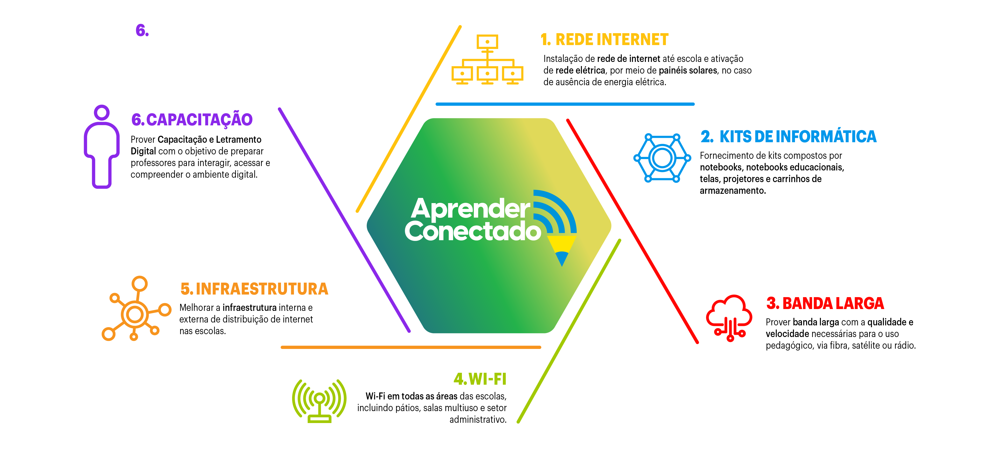 6.
1. REDE INTERNET
Instalação de rede de internet até escola e ativação
de rede elétrica, por meio de painéis solares, no caso
de ausência de energia elétrica.
2. KITS DE INFORMÁTICA
Fornecimento de kits compostos por
notebooks, notebooks educacionais,
telas, projetores e carrinhos de
armazenamento.
3. BANDA LARGA
Prover banda larga com a qualidade e
velocidade necessárias para o uso
pedagógico, via fibra, satélite ou rádio.
4. WI-FI
Wi-Fi em todas as áreas das escolas,
incluindo pátios, salas multiuso e setor
administrativo.
5. INFRAESTRUTURA
Melhorar a infraestrutura interna e
externa de distribuição de internet
nas escolas.
6. CAPACITAÇÃO
Prover Capacitação e Letramento
Digital com o objetivo de preparar
professores para interagir, acessar e
compreender o ambiente digital.
Aprender
Conectado